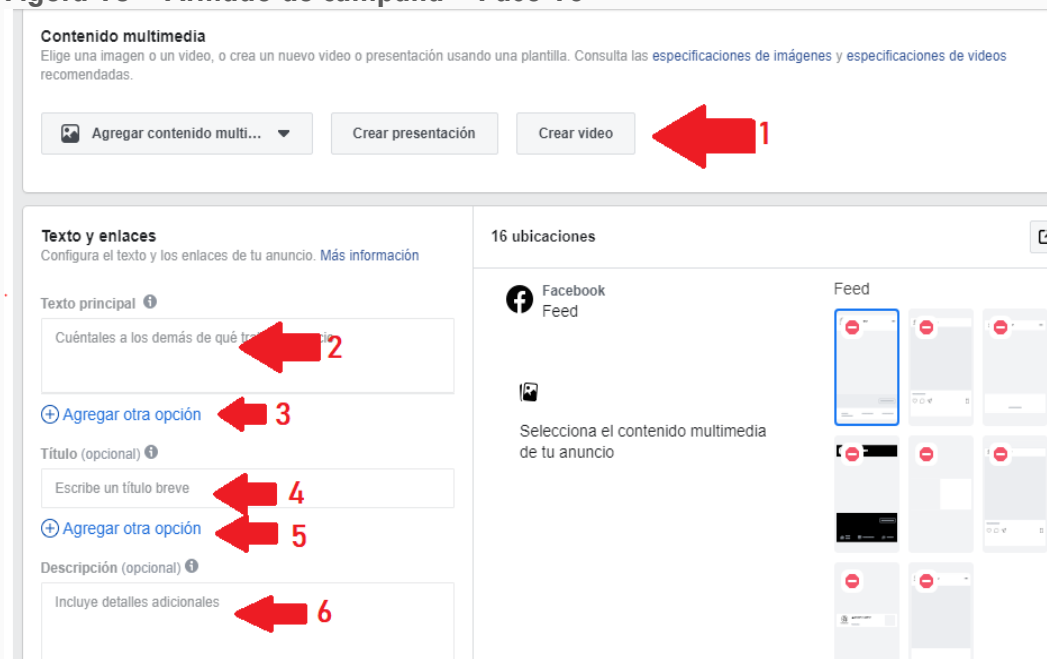 Contenido multimedia
Elige una imagen o un video, o crea un nuevo video o presentación usando una plantilla. Consulta las especificaciones de imágenes y especificaciones de videos
recomendadas.
Agregar contenido multi...
Crear presentación
Crear video
1
Texto y enlaces
Configura el texto y los enlaces de tu anuncio. Más información
Texto principal
Cuéntales a los demás de qué
2
Agregar otra opción
3
Título (opcional)
Escribe un título breve
4
Agregar otra opción
5
Descripción (opcional)
Incluye detalles adicionales
6
16 ubicaciones
Facebook
Feed
Selecciona el contenido multimedia
de tu anuncio
Feed